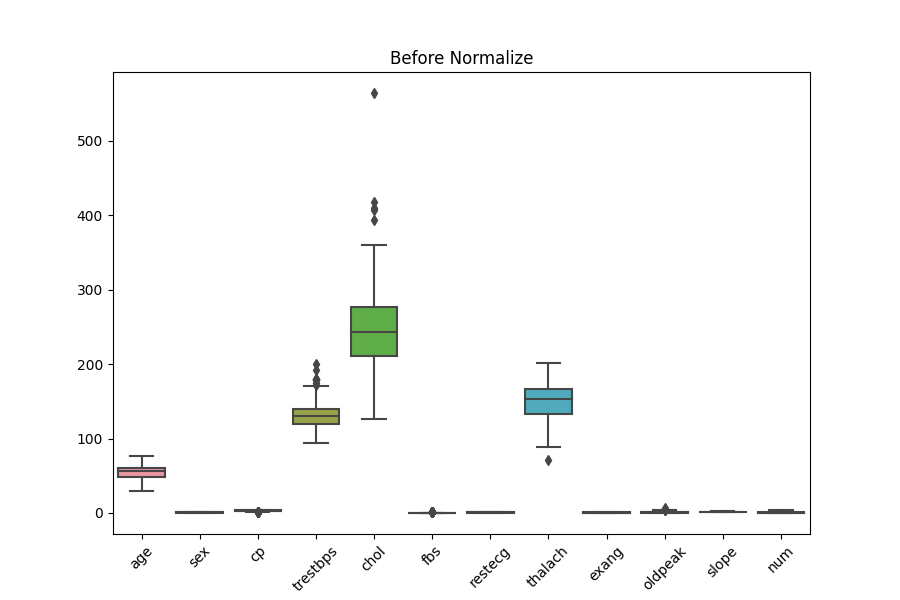 Before Normalize
500
400
300
200
100
0
age
sex
cp
trestbps
chol
fbs
restecg
thalach
exang
oldpeak
slope
num